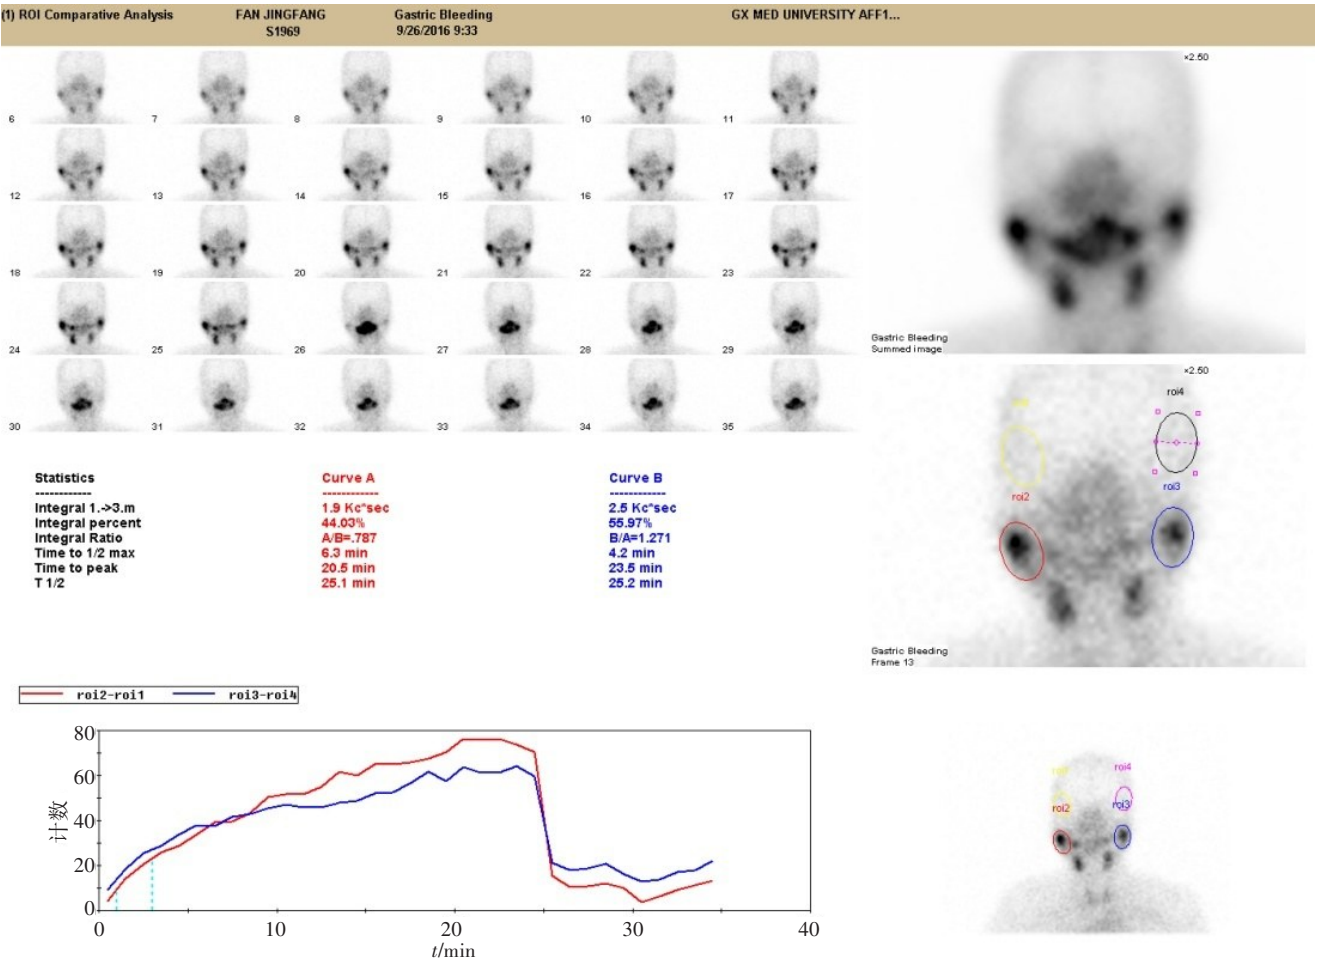 (1) ROI Comparative Analysis FAN JINGFANG Gastric Bleeding GX MED UNIVERSITY AFF1...
S1969 9/26/2016 9:33
6 7 8 9 10 11
12 13 14 15 16 17
18 19 20 21 22 23
24 25 26 27 28 29
30 31 32 33 34 35
×2.50
Gastric Bleeding
Summed image
×2.50
roi4
roi3
roi2
Gastric Bleeding
Frame 13
Statistics Curve A Curve B
------------ ------------ ------------
Integral 1.->3.m 1.9 Kc*sec 2.5 Kc*sec
Integral percent 44.03% 55.97%
Integral Ratio A/B=.787 B/A=1.271
Time to 1/2 max 6.3 min 4.2 min
Time to peak 20.5 min 23.5 min
T 1/2 25.1 min 25.2 min
roi2-roi1 roi3-roi4
80
60
40
20
0
计数
0 10 20 30 40
t/min
roi4
roi2 roi3